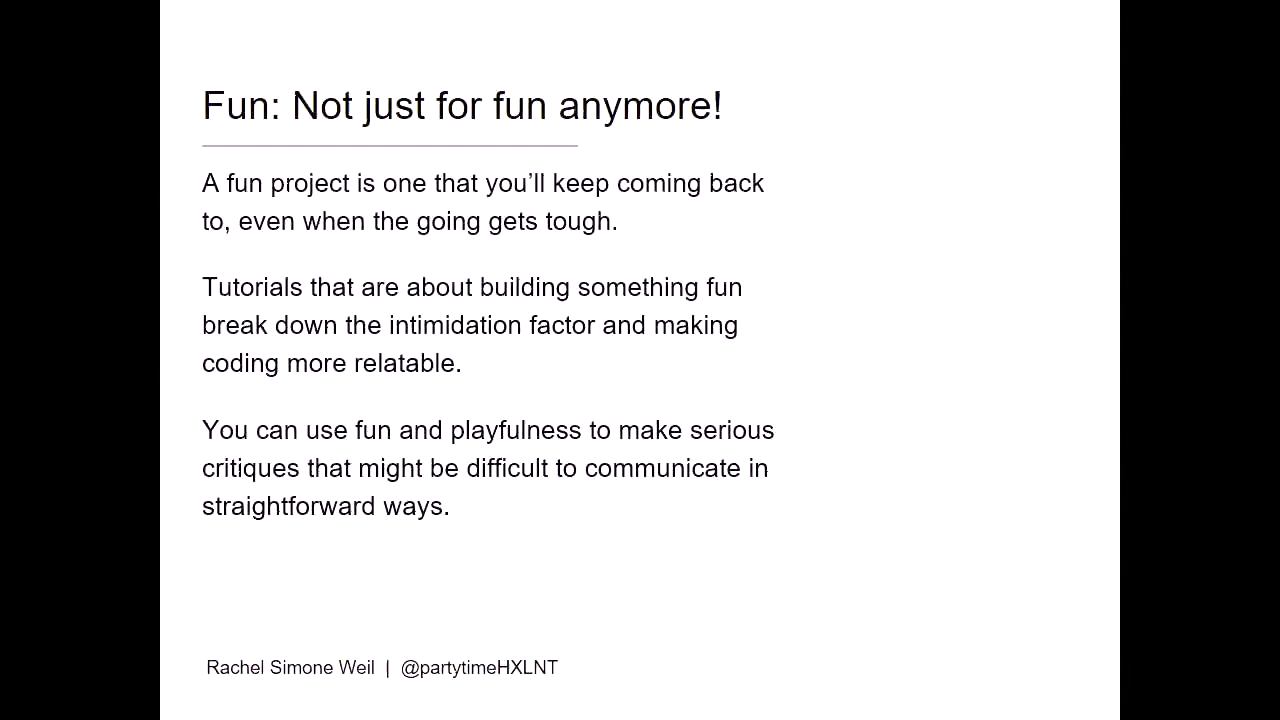 Fun: Not just for fun anymore!
A fun project is one that you’ll keep coming back
to, even when the going gets tough.
Tutorials that are about building something fun
break down the intimidation factor and making
coding more relatable.
You can use fun and playfulness to make serious
critiques that might be difficult to communicate in
straightforward ways.
Rachel Simone Weil | @partytimeHXLNT